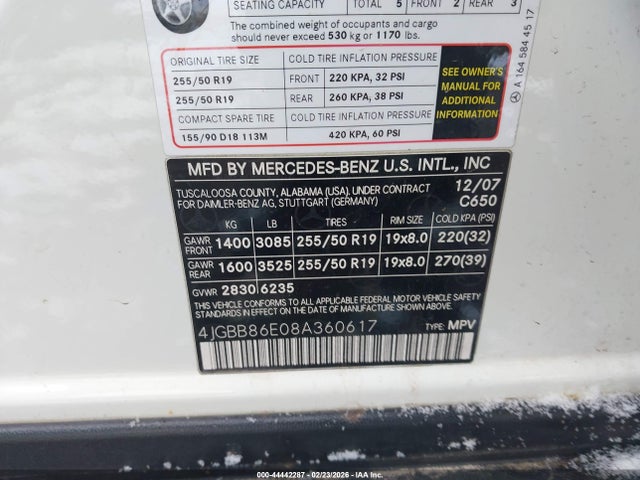 SEATING CAPACITY TOTAL 5 FRONT 2 REAR 3
The combined weight of occupants and cargo
should never exceed 530 kg or 1170 lbs.
ORIGINAL TIRE SIZE COLD TIRE INFLATION PRESSURE
255/50 R19 FRONT 220 KPA, 32 PSI
255/50 R19 REAR 260 KPA, 38 PSI
COMPACT SPARE TIRE COLD TIRE INFLATION PRESSURE
155/90 D18 113M 420 KPA, 60 PSI
SEE OWNER'S
MANUAL FOR
ADDITIONAL
INFORMATION
A 164 584 45 17
MFD BY MERCEDES-BENZ U.S. INTL., INC
TUSCALOOSA COUNTY, ALABAMA (USA), UNDER CONTRACT 12/07
FOR DAIMLER-BENZ AG, STUTTGART (GERMANY) C650
KG LB TIRES RIM SIZE COLD KPA (PSI)
GAWR FRONT 1400 3085 255/50 R19 19x8.0 220(32)
GAWR REAR 1600 3525 255/50 R19 19x8.0 270(39)
GVWR 2830 6235
THIS VEHICLE CONFORMS TO ALL APPLICABLE FEDERAL MOTOR VEHICLE SAFETY
STANDARDS IN EFFECT ON THE DATE OF MANUFACTURE SHOWN ABOVE.
4JGBB86E08A360617 TYPE: MPV
000-44442287 - 02/23/2026 - COPYRIGHT IAA, INC.